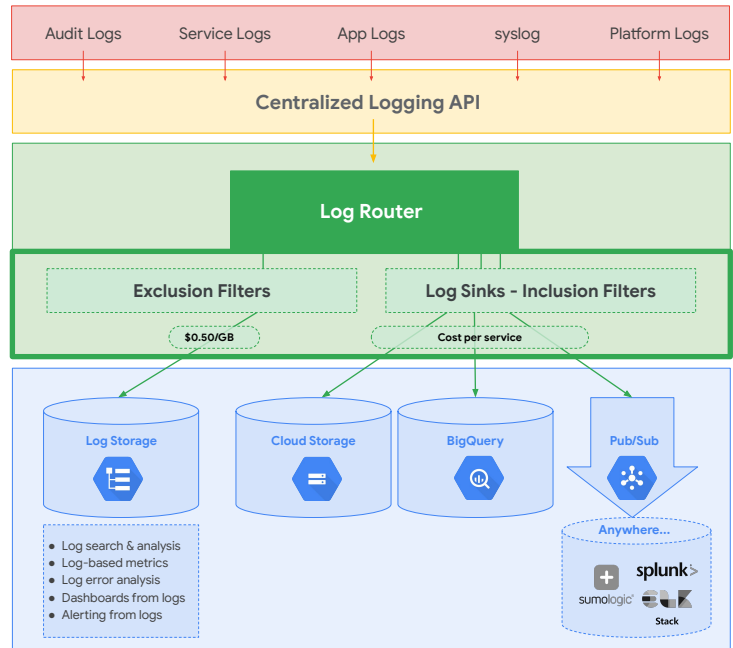 Audit Logs
Service Logs
App Logs
syslog
Platform Logs
Centralized Logging API
Log Router
Exclusion Filters
Log Sinks - Inclusion Filters
$0.50/GB
Cost per service
Log Storage
Cloud Storage
BigQuery
Pub/Sub
Anywhere...
Log search & analysis
Log-based metrics
Log error analysis
Dashboards from logs
Alerting from logs
splunk>
sumologic
ELK
Stack